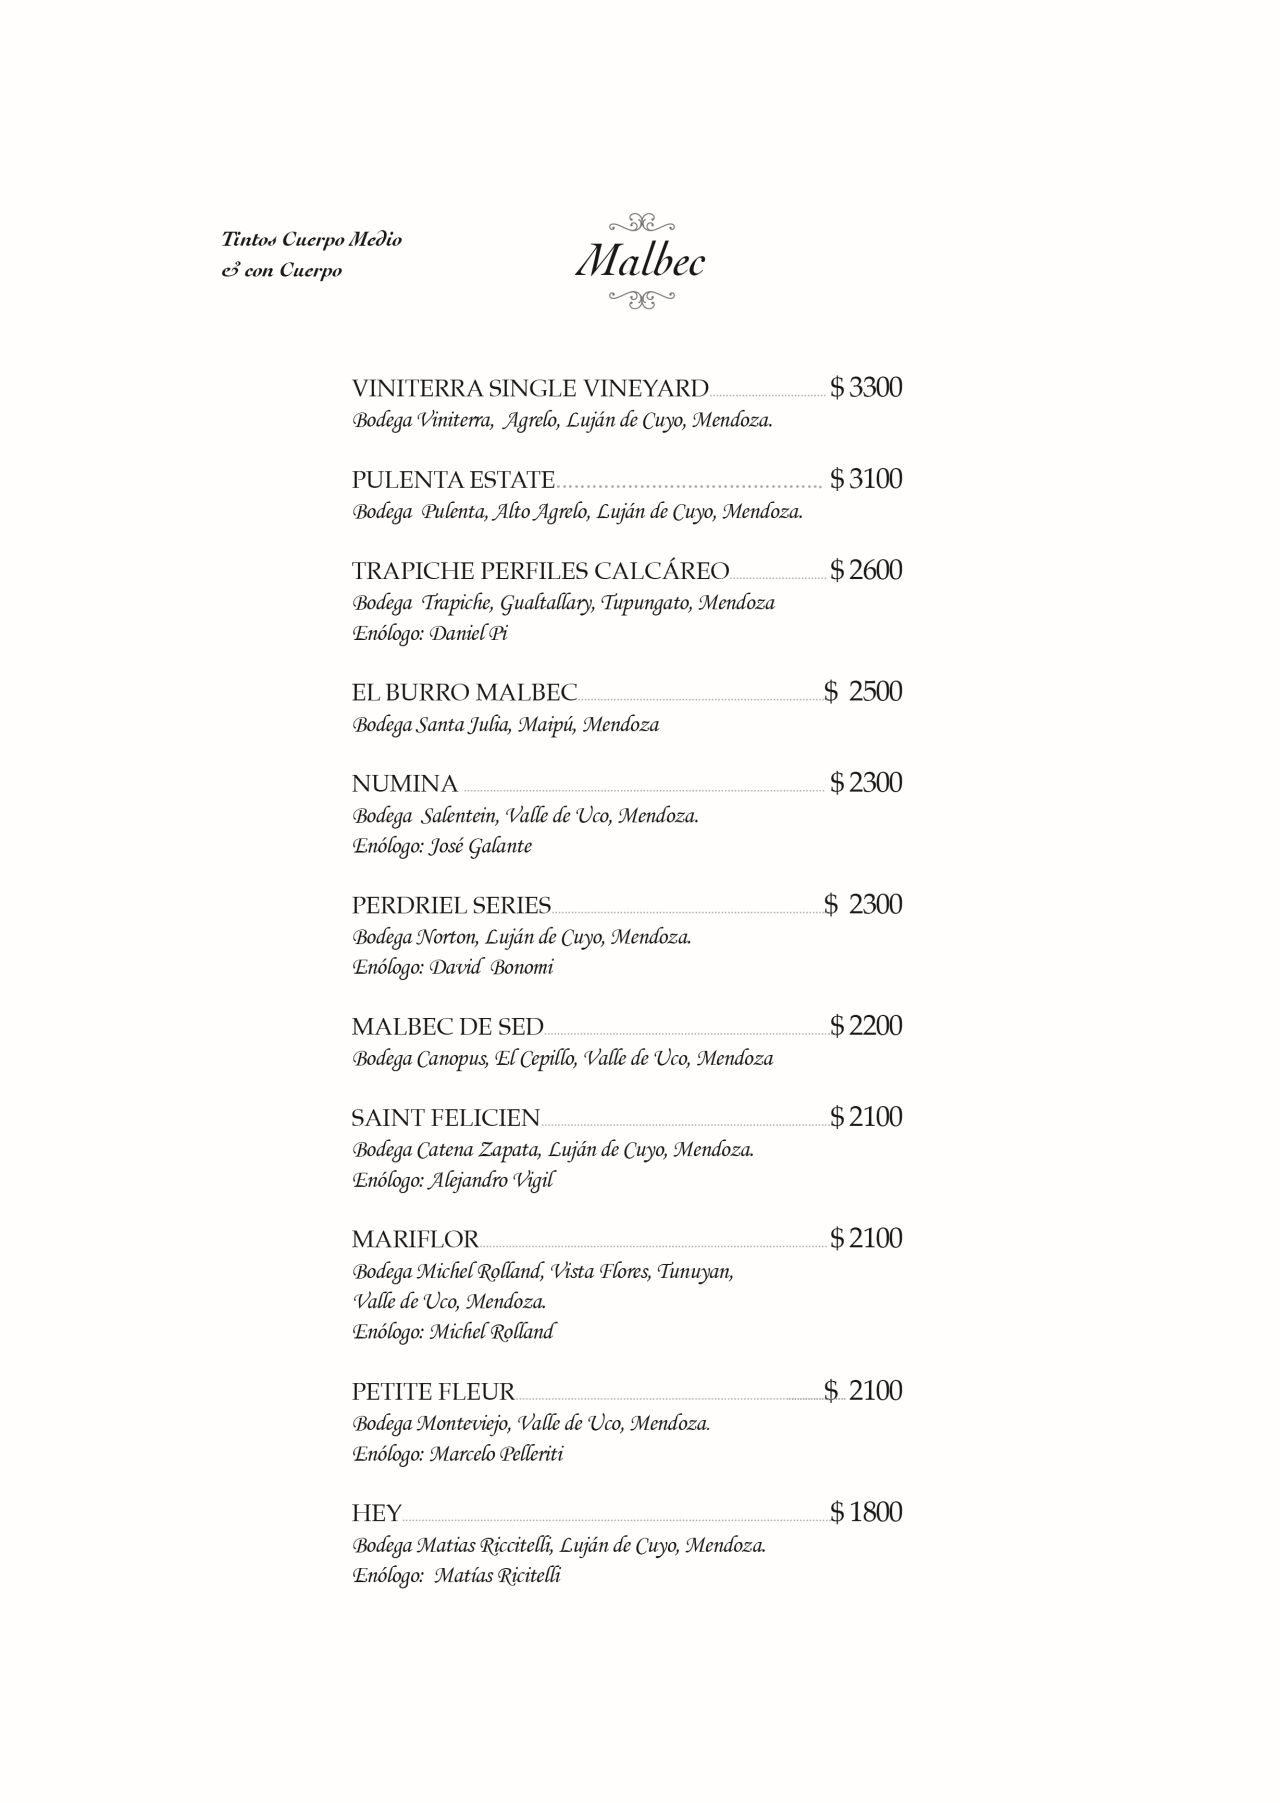 Tintos Cuerpo Medio
& con Cuerpo
Malbec
VINITERRA SINGLE VINEYARD $ 3300
Bodega Viniterra, Agrelo, Luján de Cuyo, Mendoza.
PULENTA ESTATE $ 3100
Bodega Pulenta, Alto Agrelo, Luján de Cuyo, Mendoza.
TRAPICHE PERFILES CALCÁREO $ 2600
Bodega Trapiche, Gualtallary, Tupungato, Mendoza
Enólogo: Daniel Pi
EL BURRO MALBEC $ 2500
Bodega Santa Julia, Maipú, Mendoza
NUMINA $ 2300
Bodega Salentein, Valle de Uco, Mendoza.
Enólogo: José Galante
PERDRIEL SERIES $ 2300
Bodega Norton, Luján de Cuyo, Mendoza.
Enólogo: David Bonomi
MALBEC DE SED $ 2200
Bodega Canopus, El Cepillo, Valle de Uco, Mendoza
SAINT FELICIEN $ 2100
Bodega Catena Zapata, Luján de Cuyo, Mendoza.
Enólogo: Alejandro Vigil
MARIFLOR $ 2100
Bodega Michel Rolland, Vista Flores, Tunuyan,
Valle de Uco, Mendoza.
Enólogo: Michel Rolland
PETITE FLEUR $ 2100
Bodega Monteviejo, Valle de Uco, Mendoza.
Enólogo: Marcelo Pelleriti
HEY $ 1800
Bodega Matias Riccitelli, Luján de Cuyo, Mendoza.
Enólogo: Matías Ricitelli